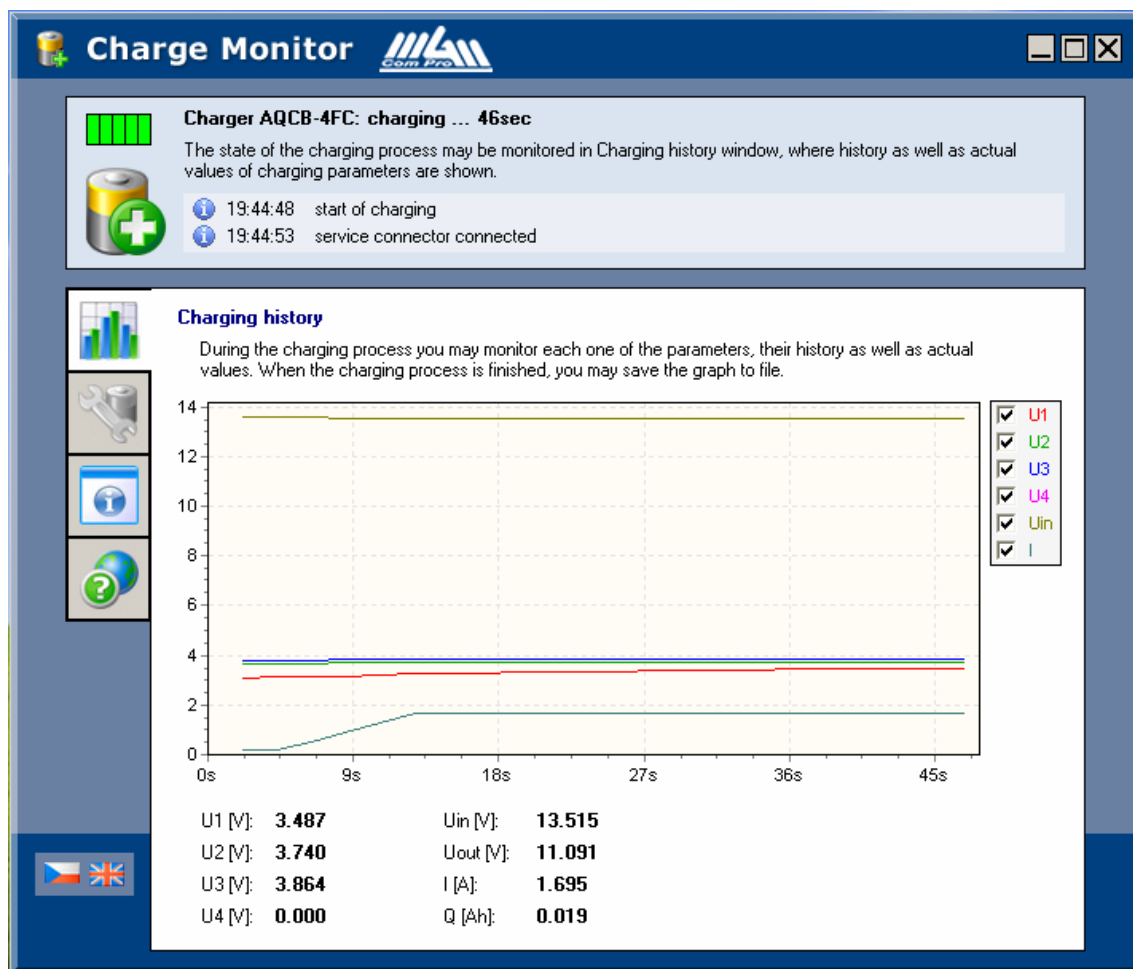 Charge Monitor
MGM
Com Pro
Charger AQCB-4FC: charging ... 46sec
The state of the charging process may be monitored in Charging history window, where history as well as actual
values of charging parameters are shown.
19:44:48 start of charging
19:44:53 service connector connected
Charging history
During the charging process you may monitor each one of the parameters, their history as well as actual
values. When the charging process is finished, you may save the graph to file.
14
12
10
8
6
4
2
0
0s 9s 18s 27s 36s 45s
U1
U2
U3
U4
Uin
I
U1 [V]: 3.487 Uin [V]: 13.515
U2 [V]: 3.740 Uout [V]: 11.091
U3 [V]: 3.864 I [A]: 1.695
U4 [V]: 0.000 Q [Ah]: 0.019